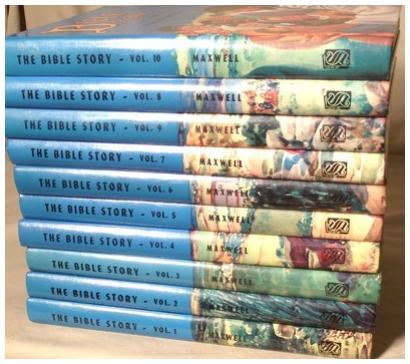 THE BIBLE STORY - VOL. 10 MAXWELL
THE BIBLE STORY - VOL. 8 MAXWELL
THE BIBLE STORY - VOL. 9 MAXWELL
THE BIBLE STORY - VOL. 7 MAXWELL
THE BIBLE STORY - VOL. 6 MAXWELL
THE BIBLE STORY - VOL. 5 MAXWELL
THE BIBLE STORY - VOL. 4 MAXWELL
THE BIBLE STORY - VOL. 3 MAXWELL
THE BIBLE STORY - VOL. 2 MAXWELL
THE BIBLE STORY - VOL. 1 MAXWELL